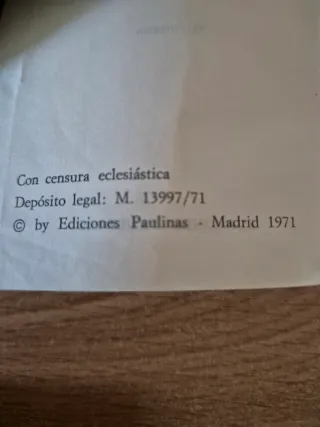 Con censura eclesiástica
Depósito legal: M. 13997/71
© by Ediciones Paulinas - Madrid 1971